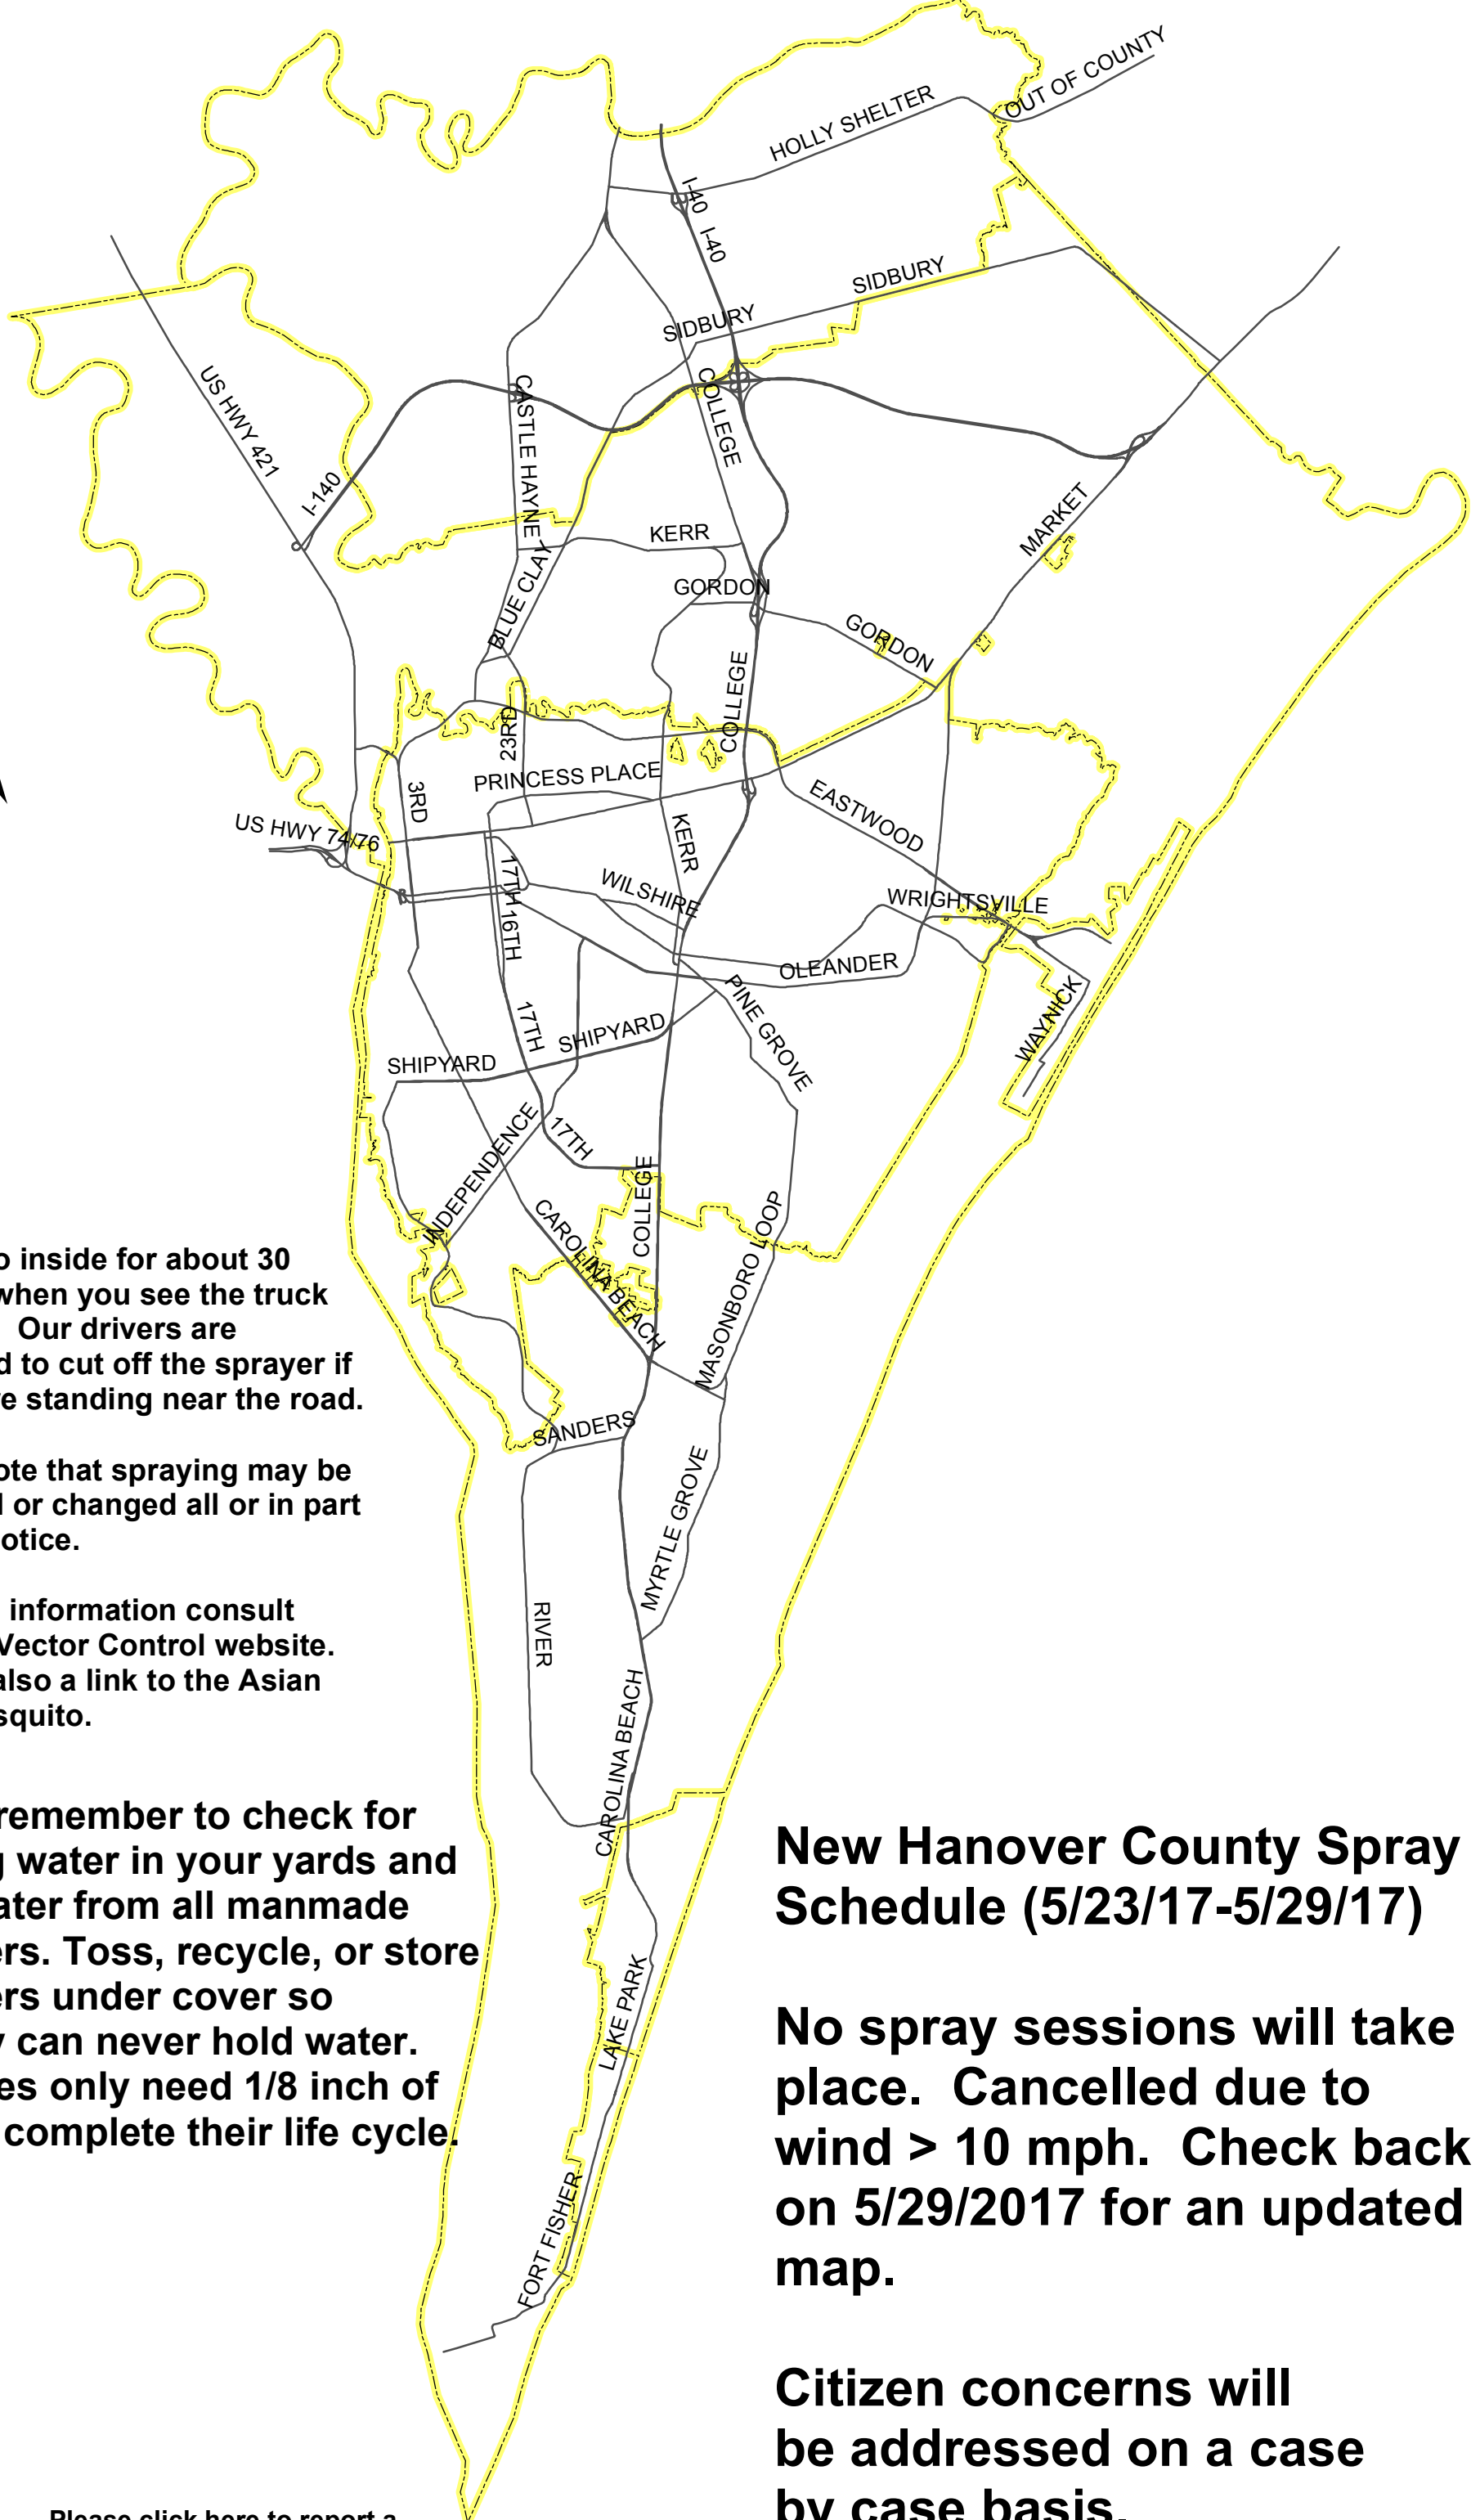 OUT OF COUNTY
HOLLY SHELTER
I-40
I-40
SIDBURY
SIDBURY
US HWY 421
CASTLE HAYNE
COLLEGE
I-140
MARKET
KERR
BLUE CLAY
GORDON
GORDON
COLLEGE
23RD
PRINCESS PLACE
3RD
EASTWOOD
US HWY 74/76
KERR
17TH
WILSHIRE
WRIGHTSVILLE
16TH
OLEANDER
PINE GROVE
WAYNICK
17TH
SHIPYARD
SHIPYARD
INDEPENDENCE
17TH
COLLEGE
CAROLINA BEACH
MASONBORO LOOP
SANDERS
MYRTLE GROVE
RIVER
CAROLINA BEACH
LAKE PARK
FORT FISHER
o inside for about 30
when you see the truck
Our drivers are
d to cut off the sprayer if
e standing near the road.
ote that spraying may be
d or changed all or in part
otice.
information consult
Vector Control website.
also a link to the Asian
squito.
remember to check for
g water in your yards and
ater from all manmade
ers. Toss, recycle, or store
ers under cover so
y can never hold water.
es only need 1/8 inch of
complete their life cycle.
New Hanover County Spray
Schedule (5/23/17-5/29/17)
No spray sessions will take
place.  Cancelled due to
wind > 10 mph.  Check back
on 5/29/2017 for an updated
map.
Citizen concerns will
be addressed on a case
by case basis.
Please click here to report a